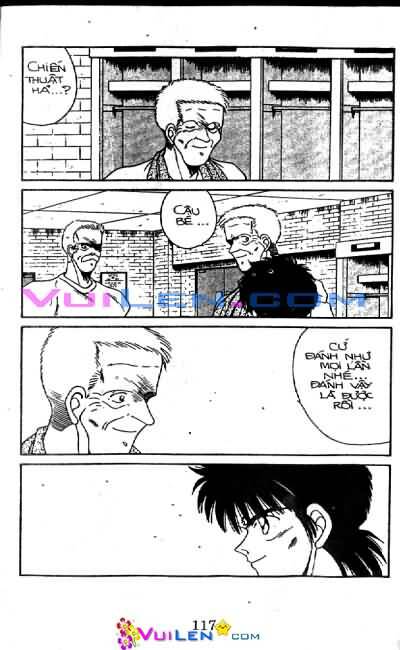 CHIẾN
THUẬT
HẢ...?
CẬU
BÉ...
VUILEN.COM
CỨ
ĐÁNH NHƯ
MỌI LẦN
NHÉ...
ĐÁNH VẬY
LÀ ĐƯỢC
RỒI...
117
VUILEN.COM